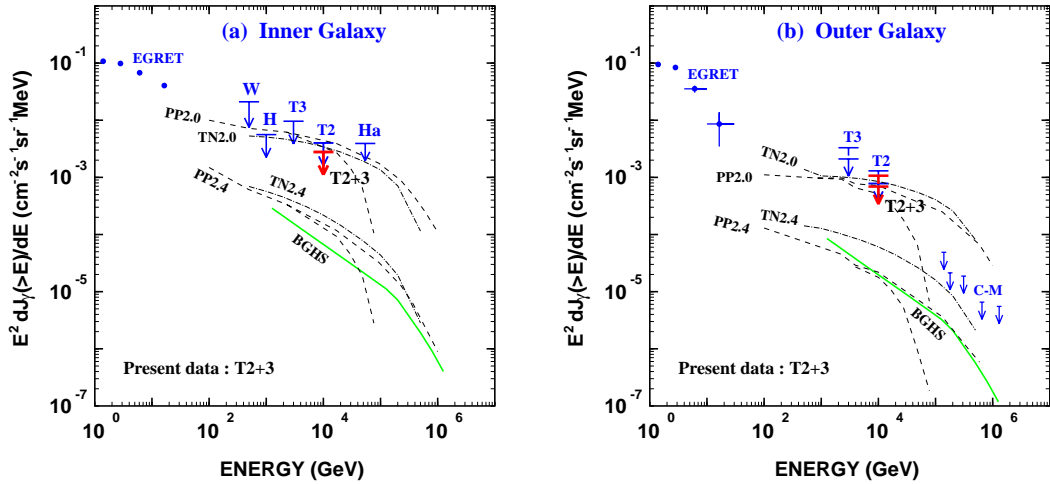 (a) Inner Galaxy
E² dJγ(>E)/dE (cm⁻²s⁻¹sr⁻¹MeV)
10⁻¹
10⁻³
10⁻⁵
10⁻⁷
EGRET
W
H
T3
T2
Ha
PP2.0
TN2.0
T2+3
PP2.4
TN2.4
BGHS
Present data : T2+3
10⁰ 10² 10⁴ 10⁶
ENERGY (GeV)
(b) Outer Galaxy
E² dJγ(>E)/dE (cm⁻²s⁻¹sr⁻¹MeV)
10⁻¹
10⁻³
10⁻⁵
10⁻⁷
EGRET
T3
T2
TN2.0
PP2.0
T2+3
TN2.4
PP2.4
C-M
BGHS
Present data : T2+3
10⁰ 10² 10⁴ 10⁶
ENERGY (GeV)